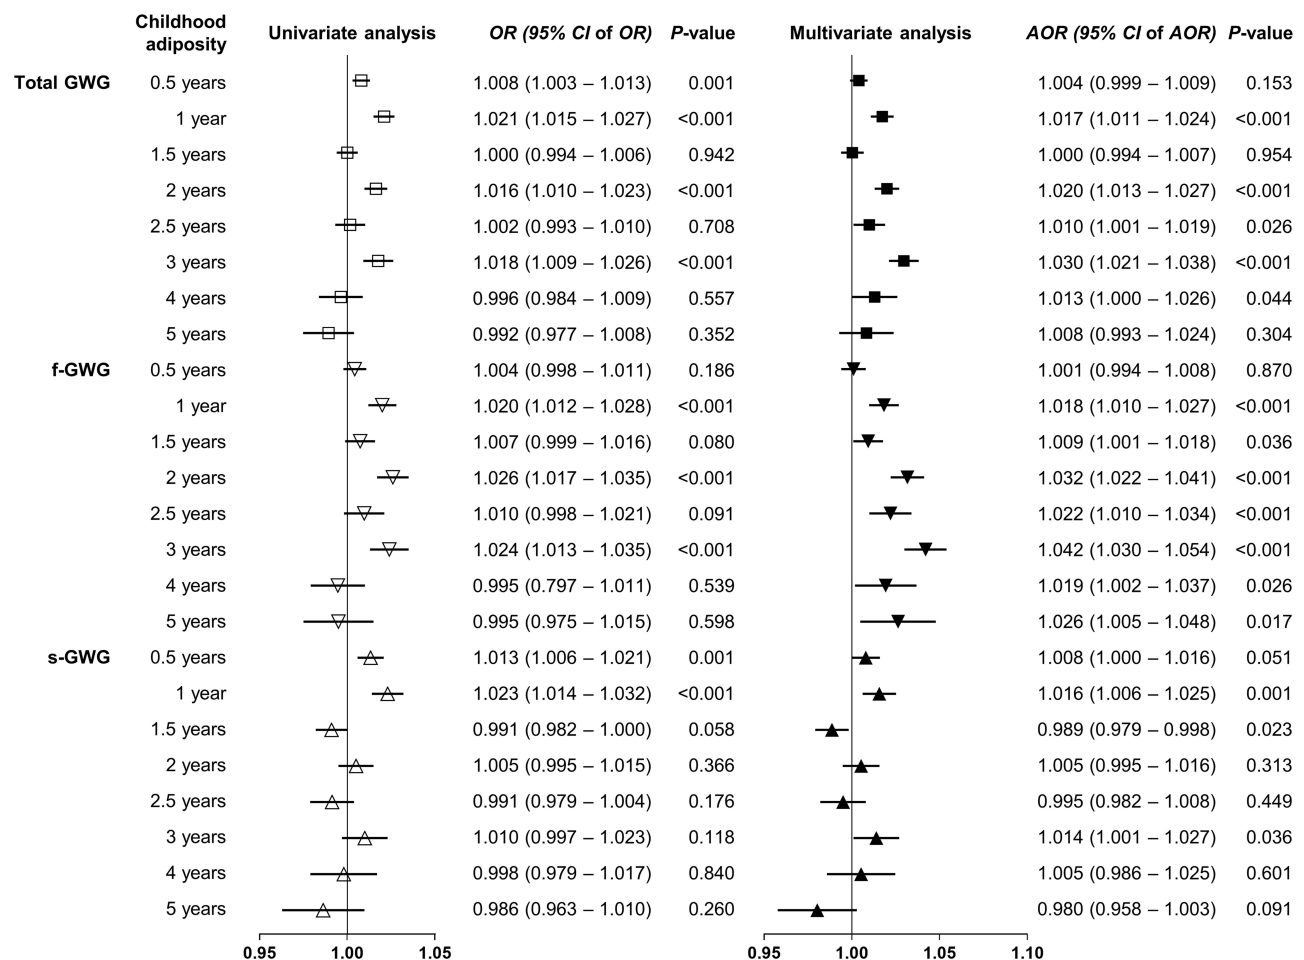 Childhood adiposity Univariate analysis OR (95% CI of OR) P-value Multivariate analysis AOR (95% CI of AOR) P-value
Total GWG 0.5 years 1.008 (1.003 – 1.013) 0.001 1.004 (0.999 – 1.009) 0.153
1 year 1.021 (1.015 – 1.027) <0.001 1.017 (1.011 – 1.024) <0.001
1.5 years 1.000 (0.994 – 1.006) 0.942 1.000 (0.994 – 1.007) 0.954
2 years 1.016 (1.010 – 1.023) <0.001 1.020 (1.013 – 1.027) <0.001
2.5 years 1.002 (0.993 – 1.010) 0.708 1.010 (1.001 – 1.019) 0.026
3 years 1.018 (1.009 – 1.026) <0.001 1.030 (1.021 – 1.038) <0.001
4 years 0.996 (0.984 – 1.009) 0.557 1.013 (1.000 – 1.026) 0.044
5 years 0.992 (0.977 – 1.008) 0.352 1.008 (0.993 – 1.024) 0.304
f-GWG 0.5 years 1.004 (0.998 – 1.011) 0.186 1.001 (0.994 – 1.008) 0.870
1 year 1.020 (1.012 – 1.028) <0.001 1.018 (1.010 – 1.027) <0.001
1.5 years 1.007 (0.999 – 1.016) 0.080 1.009 (1.001 – 1.018) 0.036
2 years 1.026 (1.017 – 1.035) <0.001 1.032 (1.022 – 1.041) <0.001
2.5 years 1.010 (0.998 – 1.021) 0.091 1.022 (1.010 – 1.034) <0.001
3 years 1.024 (1.013 – 1.035) <0.001 1.042 (1.030 – 1.054) <0.001
4 years 0.995 (0.797 – 1.011) 0.539 1.019 (1.002 – 1.037) 0.026
5 years 0.995 (0.975 – 1.015) 0.598 1.026 (1.005 – 1.048) 0.017
s-GWG 0.5 years 1.013 (1.006 – 1.021) 0.001 1.008 (1.000 – 1.016) 0.051
1 year 1.023 (1.014 – 1.032) <0.001 1.016 (1.006 – 1.025) 0.001
1.5 years 0.991 (0.982 – 1.000) 0.058 0.989 (0.979 – 0.998) 0.023
2 years 1.005 (0.995 – 1.015) 0.366 1.005 (0.995 – 1.016) 0.313
2.5 years 0.991 (0.979 – 1.004) 0.176 0.995 (0.982 – 1.008) 0.449
3 years 1.010 (0.997 – 1.023) 0.118 1.014 (1.001 – 1.027) 0.036
4 years 0.998 (0.979 – 1.017) 0.840 1.005 (0.986 – 1.025) 0.601
5 years 0.986 (0.963 – 1.010) 0.260 0.980 (0.958 – 1.003) 0.091
0.95 1.00 1.05 0.95 1.00 1.05 1.10